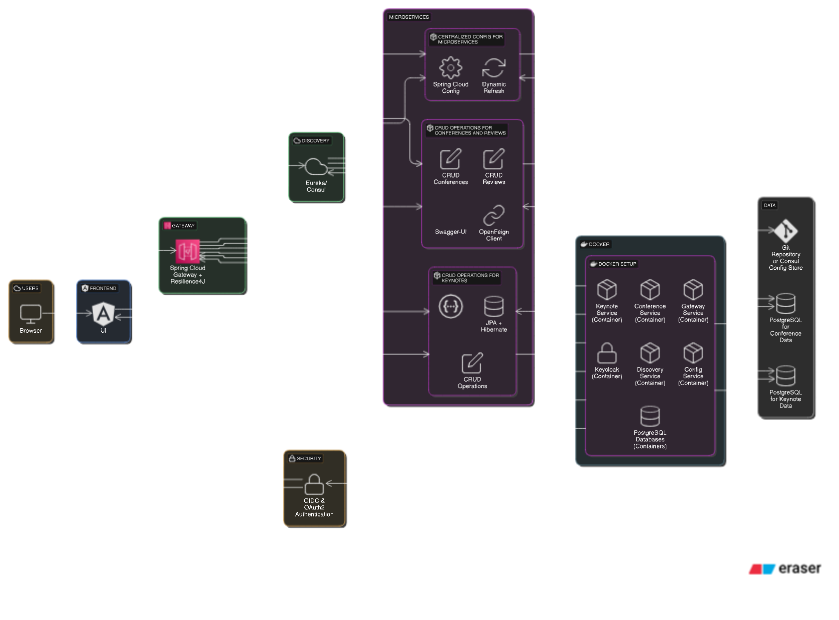 USERS
Browser
FRONTEND
UI
GATEWAY
Spring Cloud
Gateway +
Resilience4J
DISCOVERY
Eureka/
Consul
SECURITY
OIDC &
OAuth2
Authentication
MICROSERVICES
CENTRALIZED CONFIG FOR
MICROSERVICES
Spring Cloud
Config
Dynamic
Refresh
CRUD OPERATIONS FOR
CONFERENCES AND REVIEWS
CRUD
Conferences
CRUD
Reviews
Swagger-UI
OpenFeign
Client
CRUD OPERATIONS FOR
KEYNOTES
JPA +
Hibernate
CRUD
Operations
DOCKER
DOCKER SETUP
Keynote
Service
(Container)
Conference
Service
(Container)
Gateway
Service
(Container)
Keycloak
(Container)
Discovery
Service
(Container)
Config
Service
(Container)
PostgreSQL
Databases
(Containers)
DATA
Git
Repository
or Consul
Config Store
PostgreSQL
for
Conference
Data
PostgreSQL
for Keynote
Data
eraser